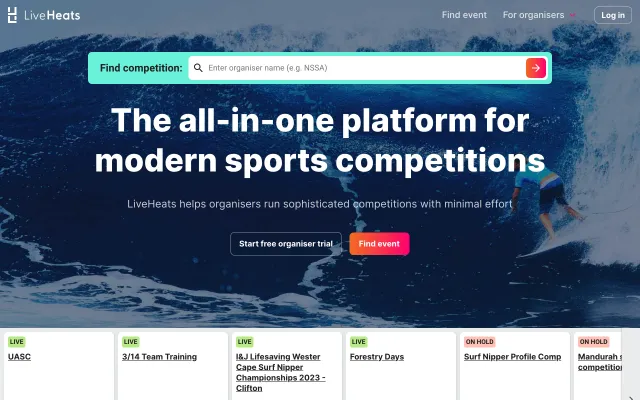 LiveHeats
Find event
For organisers
Log in
Find competition:
Enter organiser name (e.g. NSSA)
The all-in-one platform for
modern sports competitions
LiveHeats helps organisers run sophisticated competitions with minimal effort
Start free organiser trial
Find event
LIVE
UASC
LIVE
3/14 Team Training
LIVE
I&J Lifesaving Wester
Cape Surf Nipper
Championships 2023 -
Clifton
LIVE
Forestry Days
ON HOLD
Surf Nipper Profile Comp
ON HOLD
Mandurah s
competition